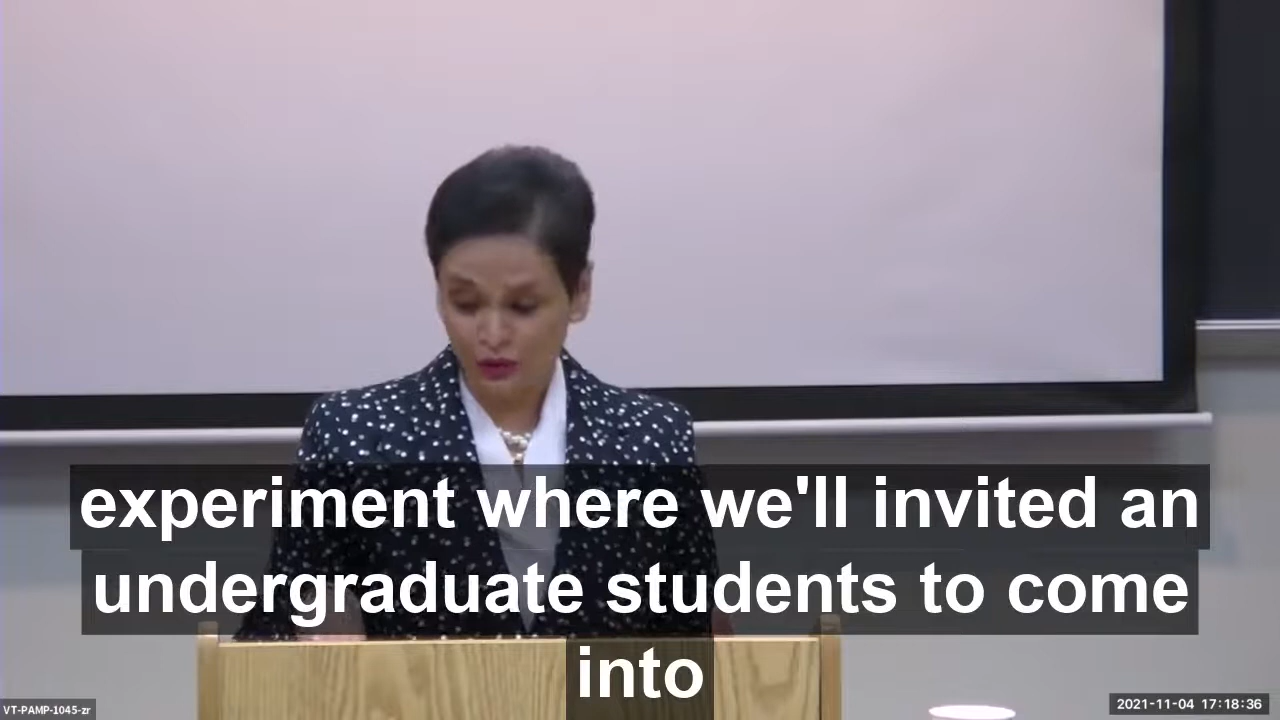 experiment where we'll invited an
undergraduate students to come
into
VT-PAMP-1045-zr
2021-11-04 17:18:36